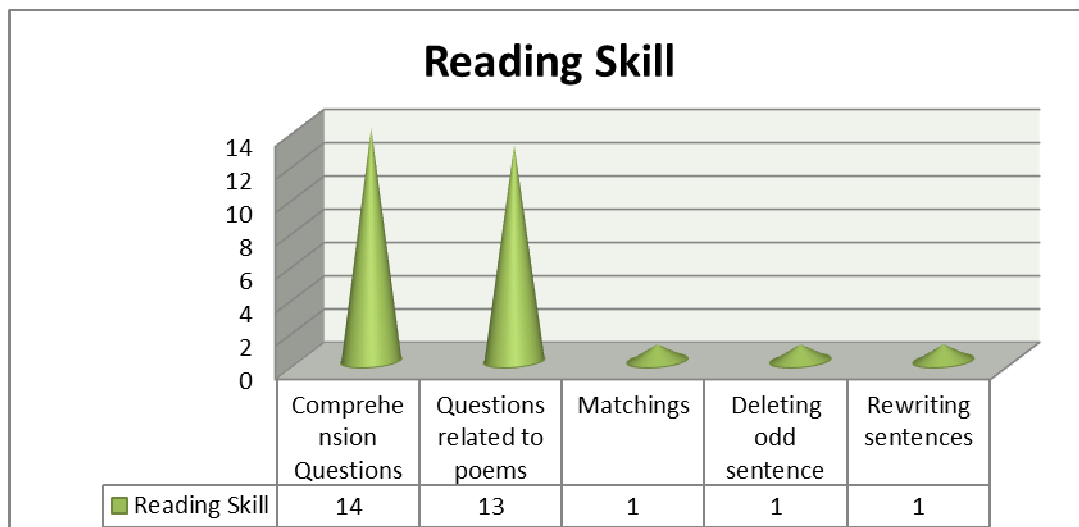 Reading Skill
14
12
10
8
6
4
2
0
Comprehe
nsion
Questions
Questions
related to
poems
Matchings
Deleting
odd
sentence
Rewriting
sentences
Reading Skill 14 13 1 1 1